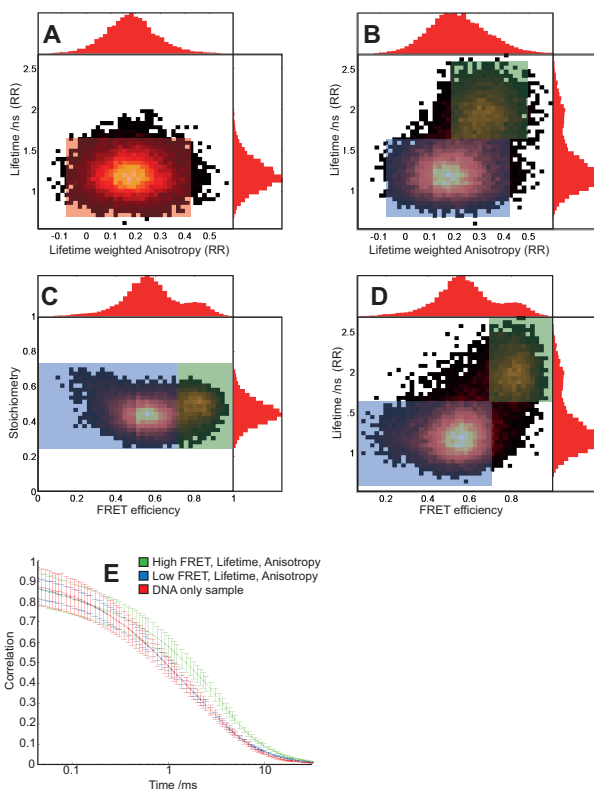 A
B
Lifetime /ns (RR)
2.5
2
1.5
1
-0.1 0 0.1 0.2 0.3 0.4 0.5
Lifetime weighted Anisotropy (RR)
Lifetime /ns (RR)
2.5
2
1.5
1
-0.1 0 0.1 0.2 0.3 0.4 0.5
Lifetime weighted Anisotropy (RR)
C
D
Stoichiometry
1
0.8
0.6
0.4
0.2
0
0 0.2 0.4 0.6 0.8 1
FRET efficiency
Lifetime /ns (RR)
2.5
2
.5
1
0.2 0.4 0.6 0.8
FRET efficiency
E
High FRET, Lifetime, Anisotropy
Low FRET, Lifetime, Anisotropy
DNA only sample
Correlation
1
0.9
0.8
0.7
0.6
0.5
0.4
0.3
0.2
0.1
0
0.1 1 10
Time /ms